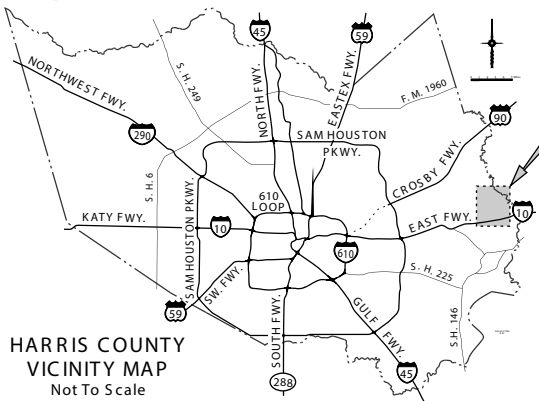 45
59
NORTHWEST FWY.
S. H. 249
NORTH FWY.
EASTEX FWY.
F. M. 1960
90
290
SAM HOUSTON
PKWY.
CROSBY FWY.
S. H. 6
SAM HOUSTON PKWY.
610
LOOP
KATY FWY.
10
EAST FWY.
10
610
S. H. 225
SW. FWY.
59
SOUTH FWY.
GULF FWY.
S.H. 146
HARRIS COUNTY
VICINITY MAP
Not To Scale
288
45